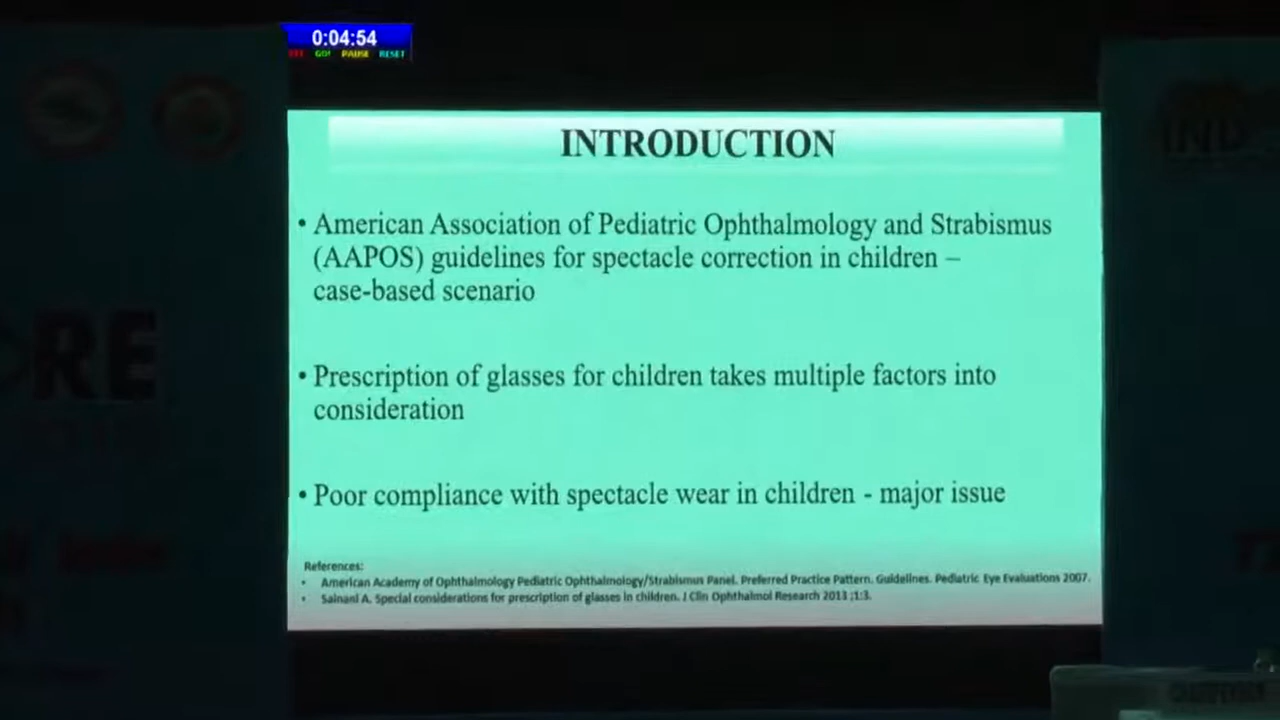 0:04:54
GO! PAUSE RESET
INTRODUCTION
• American Association of Pediatric Ophthalmology and Strabismus
(AAPOS) guidelines for spectacle correction in children –
case-based scenario
• Prescription of glasses for children takes multiple factors into
consideration
• Poor compliance with spectacle wear in children - major issue
References:
• American Academy of Ophthalmology Pediatric Ophthalmology/Strabismus Panel. Preferred Practice Pattern. Guidelines. Pediatric Eye Evaluations 2007.
• Sainani A. Special considerations for prescription of glasses in children. J Clin Ophthalmol Research 2013 ;1:3.
RE
IND